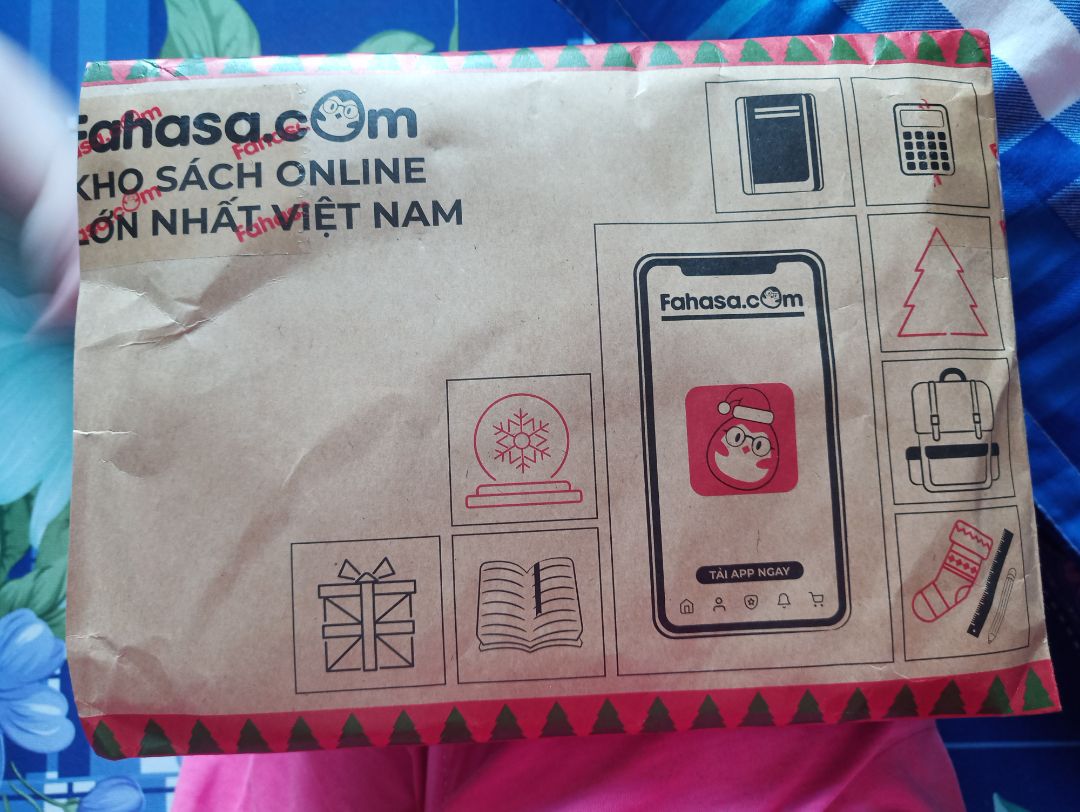 Fahasa.com
KHO SÁCH ONLINE
LỚN NHẤT VIỆT NAM
Fahasa.com
TẢI APP NGAY